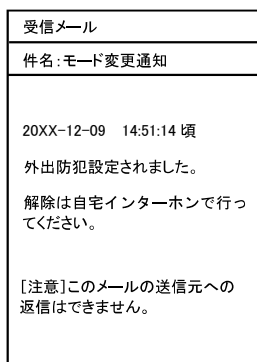 受信メール
件名:モード変更通知
20XX-12-09 14:51:14 頃
外出防犯設定されました。
解除は自宅インターホンで行っ
てください。
[注意]このメールの送信元への
返信はできません。